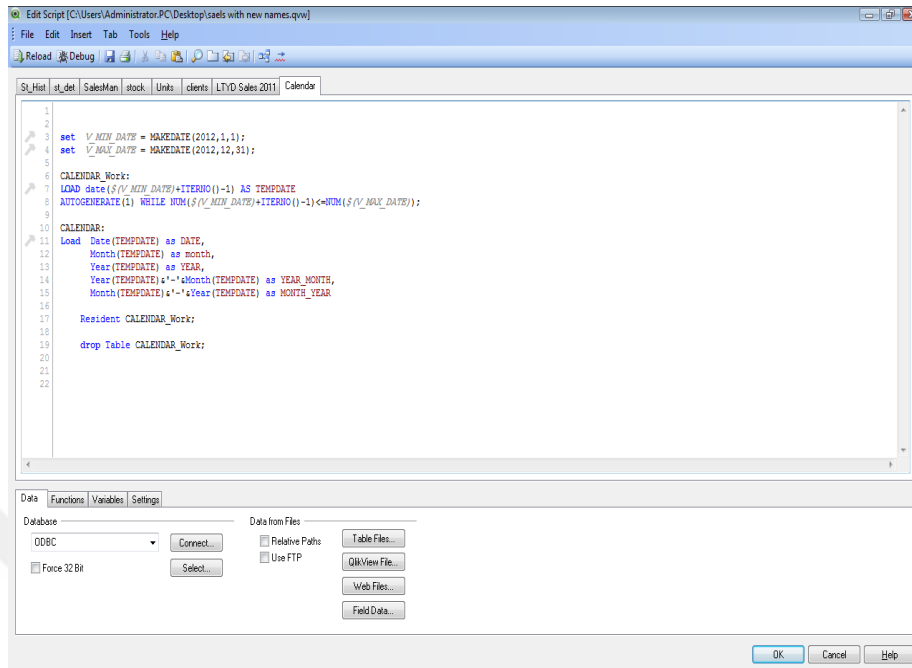 Edit Script [C:\Users\Administrator.PC\Desktop\saels with new names.qvw]
File Edit Insert Tab Tools Help
Reload Debug
St_Hist st_det SalesMan stock Units clients LTYD Sales 2011 Calendar
1
2
3 set V_MIN_DATE = MAKEDATE(2012,1,1);
4 set V_MAX_DATE = MAKEDATE(2012,12,31);
5
6 CALENDAR_Work:
7 LOAD date($(V_MIN_DATE)+ITERNO()-1) AS TEMPDATE
8 AUTOGENERATE(1) WHILE NUM($(V_MIN_DATE)+ITERNO()-1)<=NUM($(V_MAX_DATE));
9
10 CALENDAR:
11 Load Date(TEMPDATE) as DATE,
12 Month(TEMPDATE) as month,
13 Year(TEMPDATE) as YEAR,
14 Year(TEMPDATE)&'-'&Month(TEMPDATE) as YEAR_MONTH,
15 Month(TEMPDATE)&'-'&Year(TEMPDATE) as MONTH_YEAR
16
17 Resident CALENDAR_Work;
18
19 drop Table CALENDAR_Work;
20
21
22
Data Functions Variables Settings
Database Data from Files
ODBC Connect... Relative Paths Table Files...
Force 32 Bit Select... Use FTP QlikView File...
Web Files...
Field Data...
OK Cancel Help